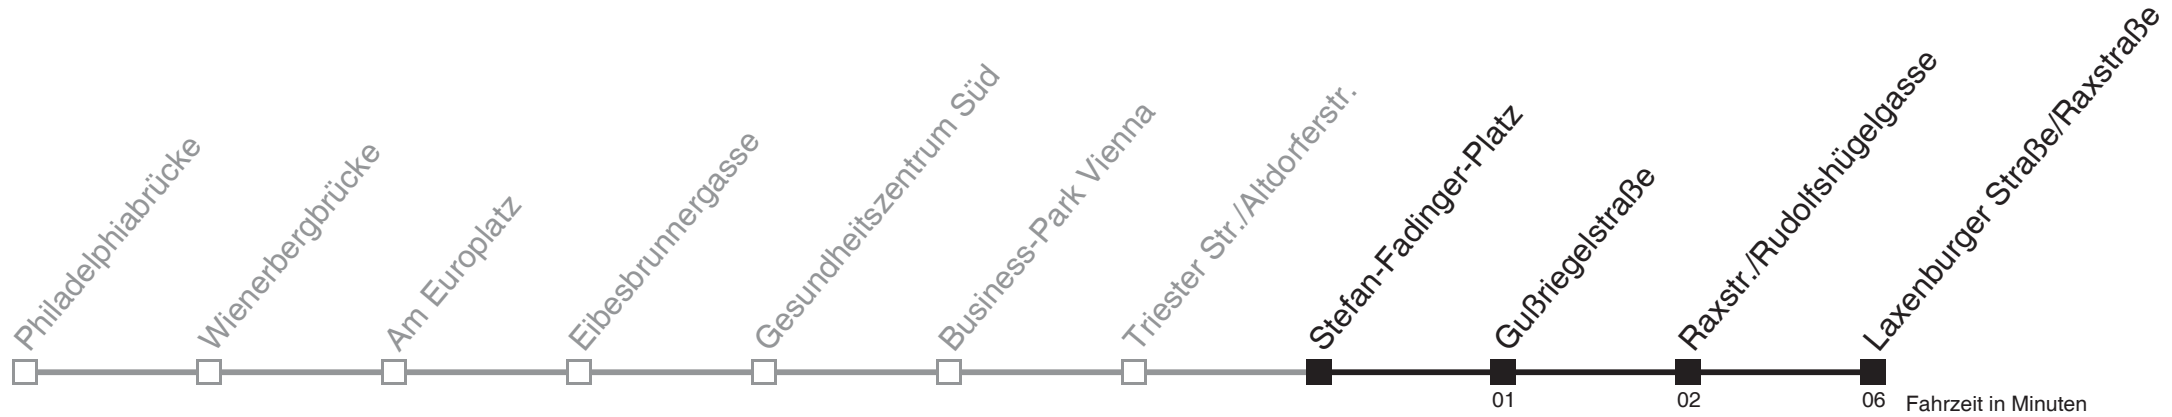 Philadelphiabrücke
Wienerbergbrücke
Am Europlatz
Eibesbrunnergasse
Gesundheitszentrum Süd
Business-Park Vienna
Triester Str./Altdorferstr.
Stefan-Fadinger-Platz
Gußriegelstraße
Raxstr./Rudolfshügelgasse
Laxenburger Straße/Raxstraße
01
02
06
Fahrzeit in Minuten